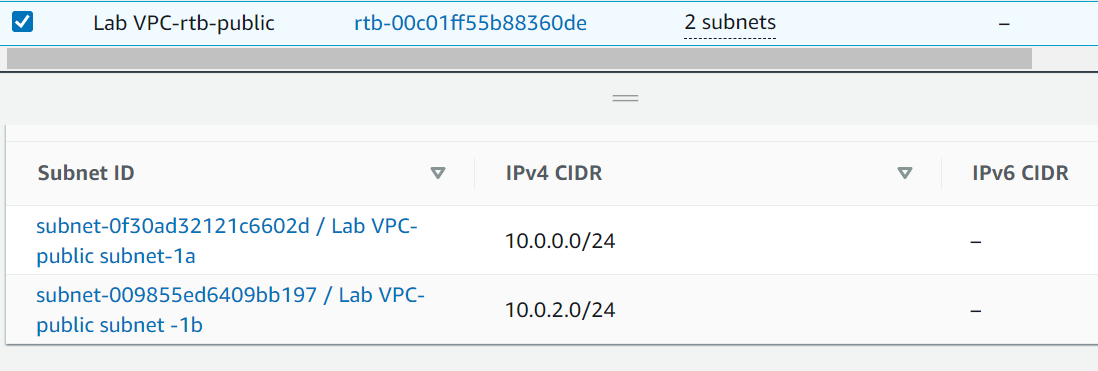 Lab VPC-rtb-public rtb-00c01ff55b88360de 2 subnets –
Subnet ID IPv4 CIDR IPv6 CIDR
subnet-0f30ad32121c6602d / Lab VPC-
public subnet-1a 10.0.0.0/24 –
subnet-009855ed6409bb197 / Lab VPC-
public subnet -1b 10.0.2.0/24 –